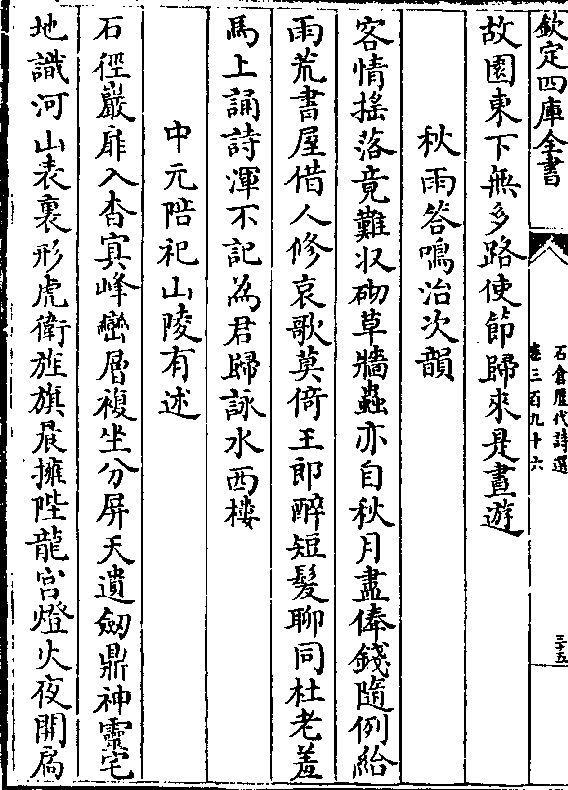 欽定四庫全書
石倉歷代詩選
卷三百九十六
三十五
故園東下無多路使節歸來是晝遊
秋雨答鳴治次韻
客情搖落竟難收砌草牆蟲亦自秋月盡俸錢隨例給
雨荒書屋借人修哀歌莫倚王郎醉短髮聊同杜老羞
馬上誦詩渾不記為君歸詠水西樓
中元陪祀山陵有述
石徑巖扉入杳冥峰巒層複坐分屏天遺劒鼎神靈宅
地識河山表裏形虎衛旌旗晨擁陛龍宮燈火夜開扃